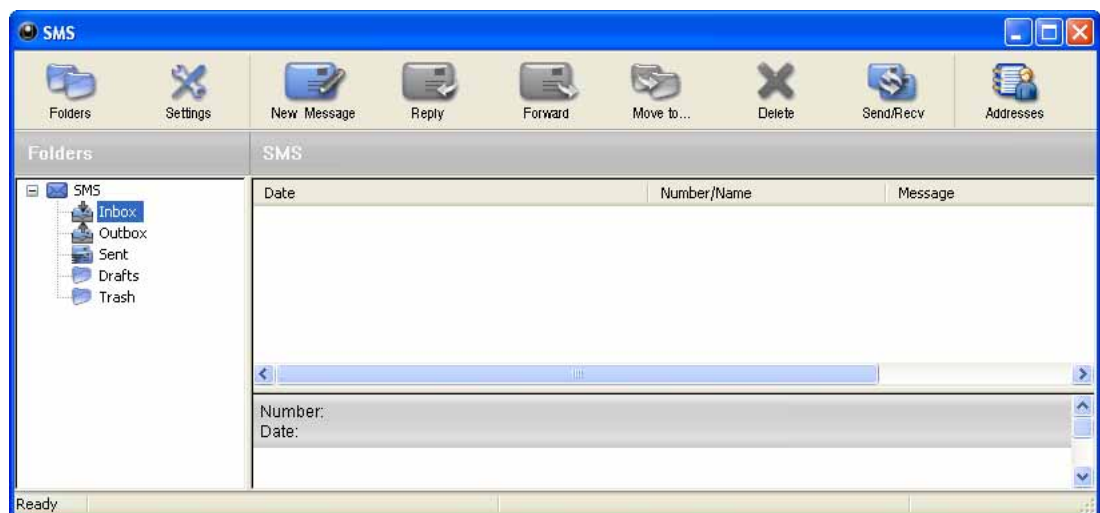 SMS
Folders Settings New Message Reply Forward Move to... Delete Send/Recv Addresses
Folders SMS
SMS
Inbox
Outbox
Sent
Drafts
Trash
Date Number/Name Message
Number:
Date:
Ready